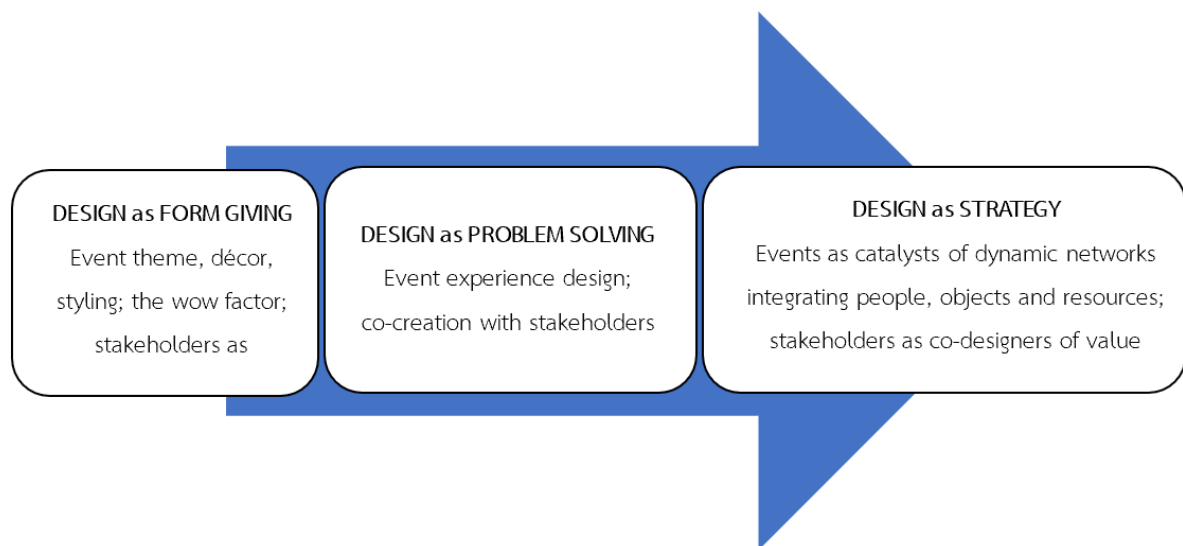 DESIGN as FORM GIVING
Event theme, décor,
styling; the wow factor;
stakeholders as
DESIGN as PROBLEM SOLVING
Event experience design;
co-creation with stakeholders
DESIGN as STRATEGY
Events as catalysts of dynamic networks
integrating people, objects and resources;
stakeholders as co-designers of value